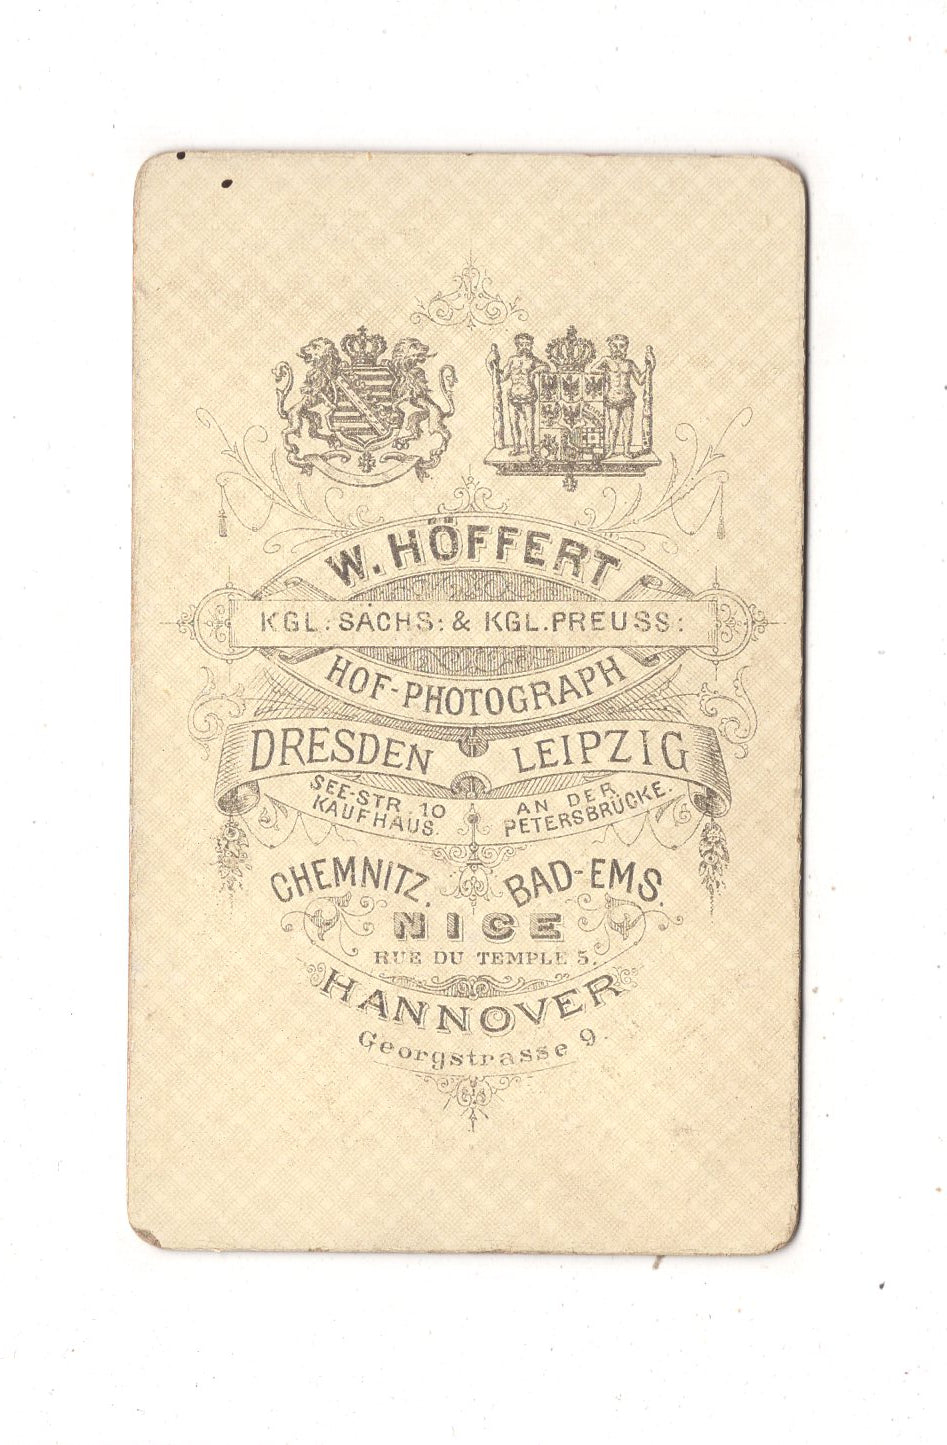 W. HÖFFERT
KGL. SÄCHS: & KGL. PREUSS:
HOF-PHOTOGRAPH
DRESDEN
SEE-STR. 10
KAUFHAUS.
LEIPZIG
AN DER
PETERSBRÜCKE.
CHEMNITZ.
BAD-EMS.
NICE
RUE DU TEMPLE 5.
HANNOVER
Georgstrasse 9.